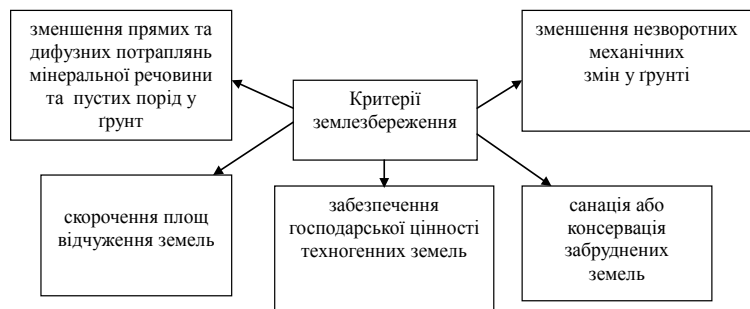 зменшення прямих та
дифузних потраплянь
мінеральної речовини
та пустих порід у
ґрунт
Критерії
землезбереження
зменшення незворотних
механічних
змін у ґрунті
скорочення площ
відчуження земель
забезпечення
господарської цінності
техногенних земель
санація або
консервація
забруднених
земель